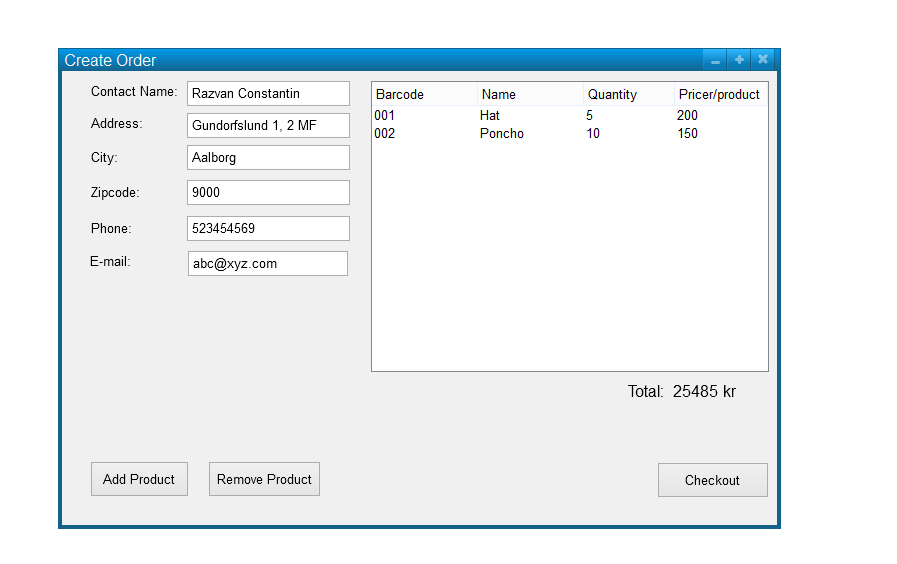 Create Order
Contact Name: Razvan Constantin
Address: Gundorfslund 1, 2 MF
City: Aalborg
Zipcode: 9000
Phone: 523454569
E-mail: abc@xyz.com
Barcode Name Quantity Pricer/product
001 Hat 5 200
002 Poncho 10 150
Total: 25485 kr
Add Product Remove Product Checkout